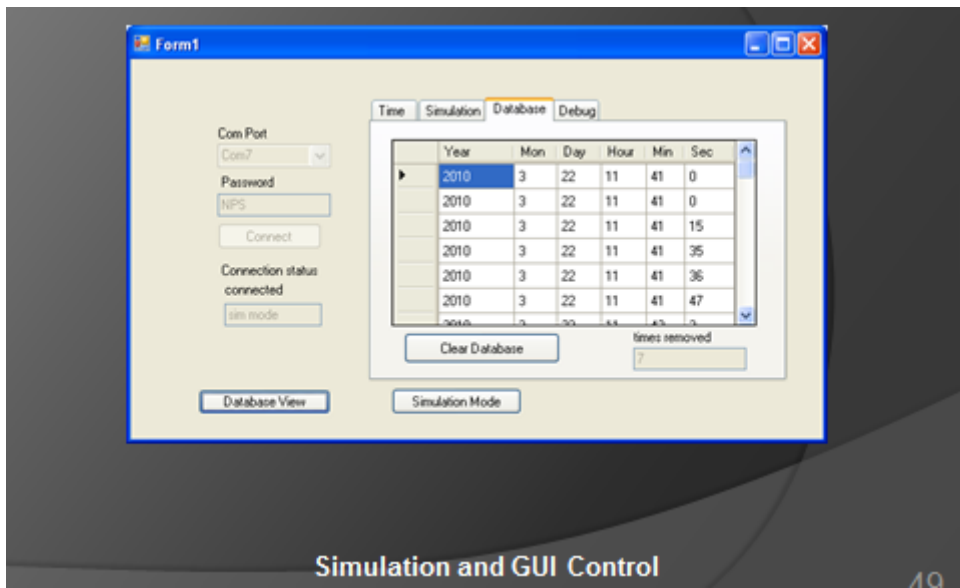 Form1
Time Simulation Database Debug
Com Port
Com7
Password
NPS
Connect
Connection status
connected
sim mode
Year Mon Day Hour Min Sec
2010 3 22 11 41 0
2010 3 22 11 41 0
2010 3 22 11 41 15
2010 3 22 11 41 35
2010 3 22 11 41 36
2010 3 22 11 41 47
Clear Database
times removed
7
Database View
Simulation Mode
Simulation and GUI Control
49